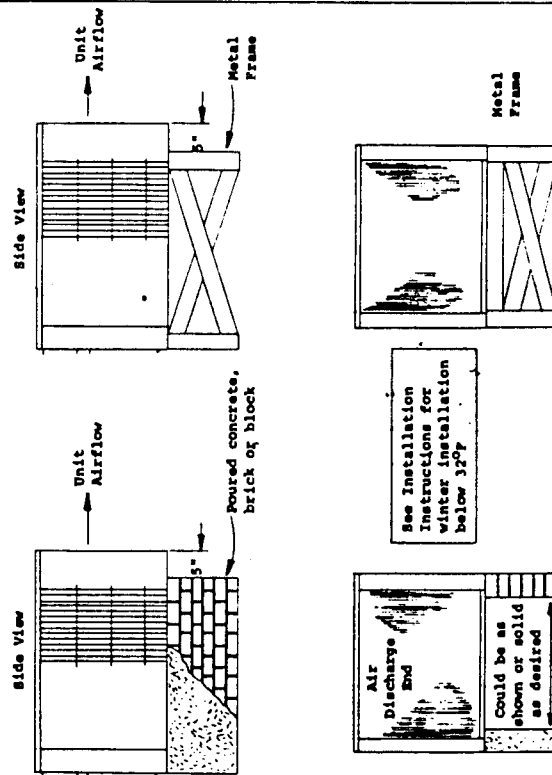 Side View
Unit
Airflow
5"
Metal
Frame
Metal
Frame
Side View
Unit
Airflow
5"
Poured concrete,
brick or block
See Installation
Instructions for
winter installation
below 32°F
Air
Discharge
End
Could be as
shown or solid
as desired